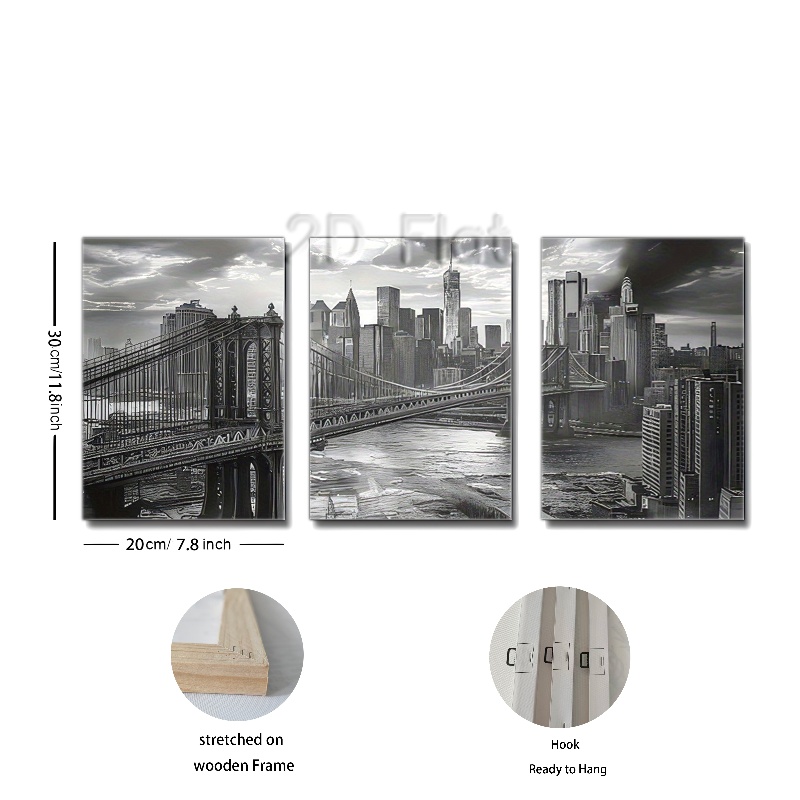 2D Flat
30cm/11.8inch
20cm/ 7.8 inch
stretched on
wooden Frame
Hook
Ready to Hang